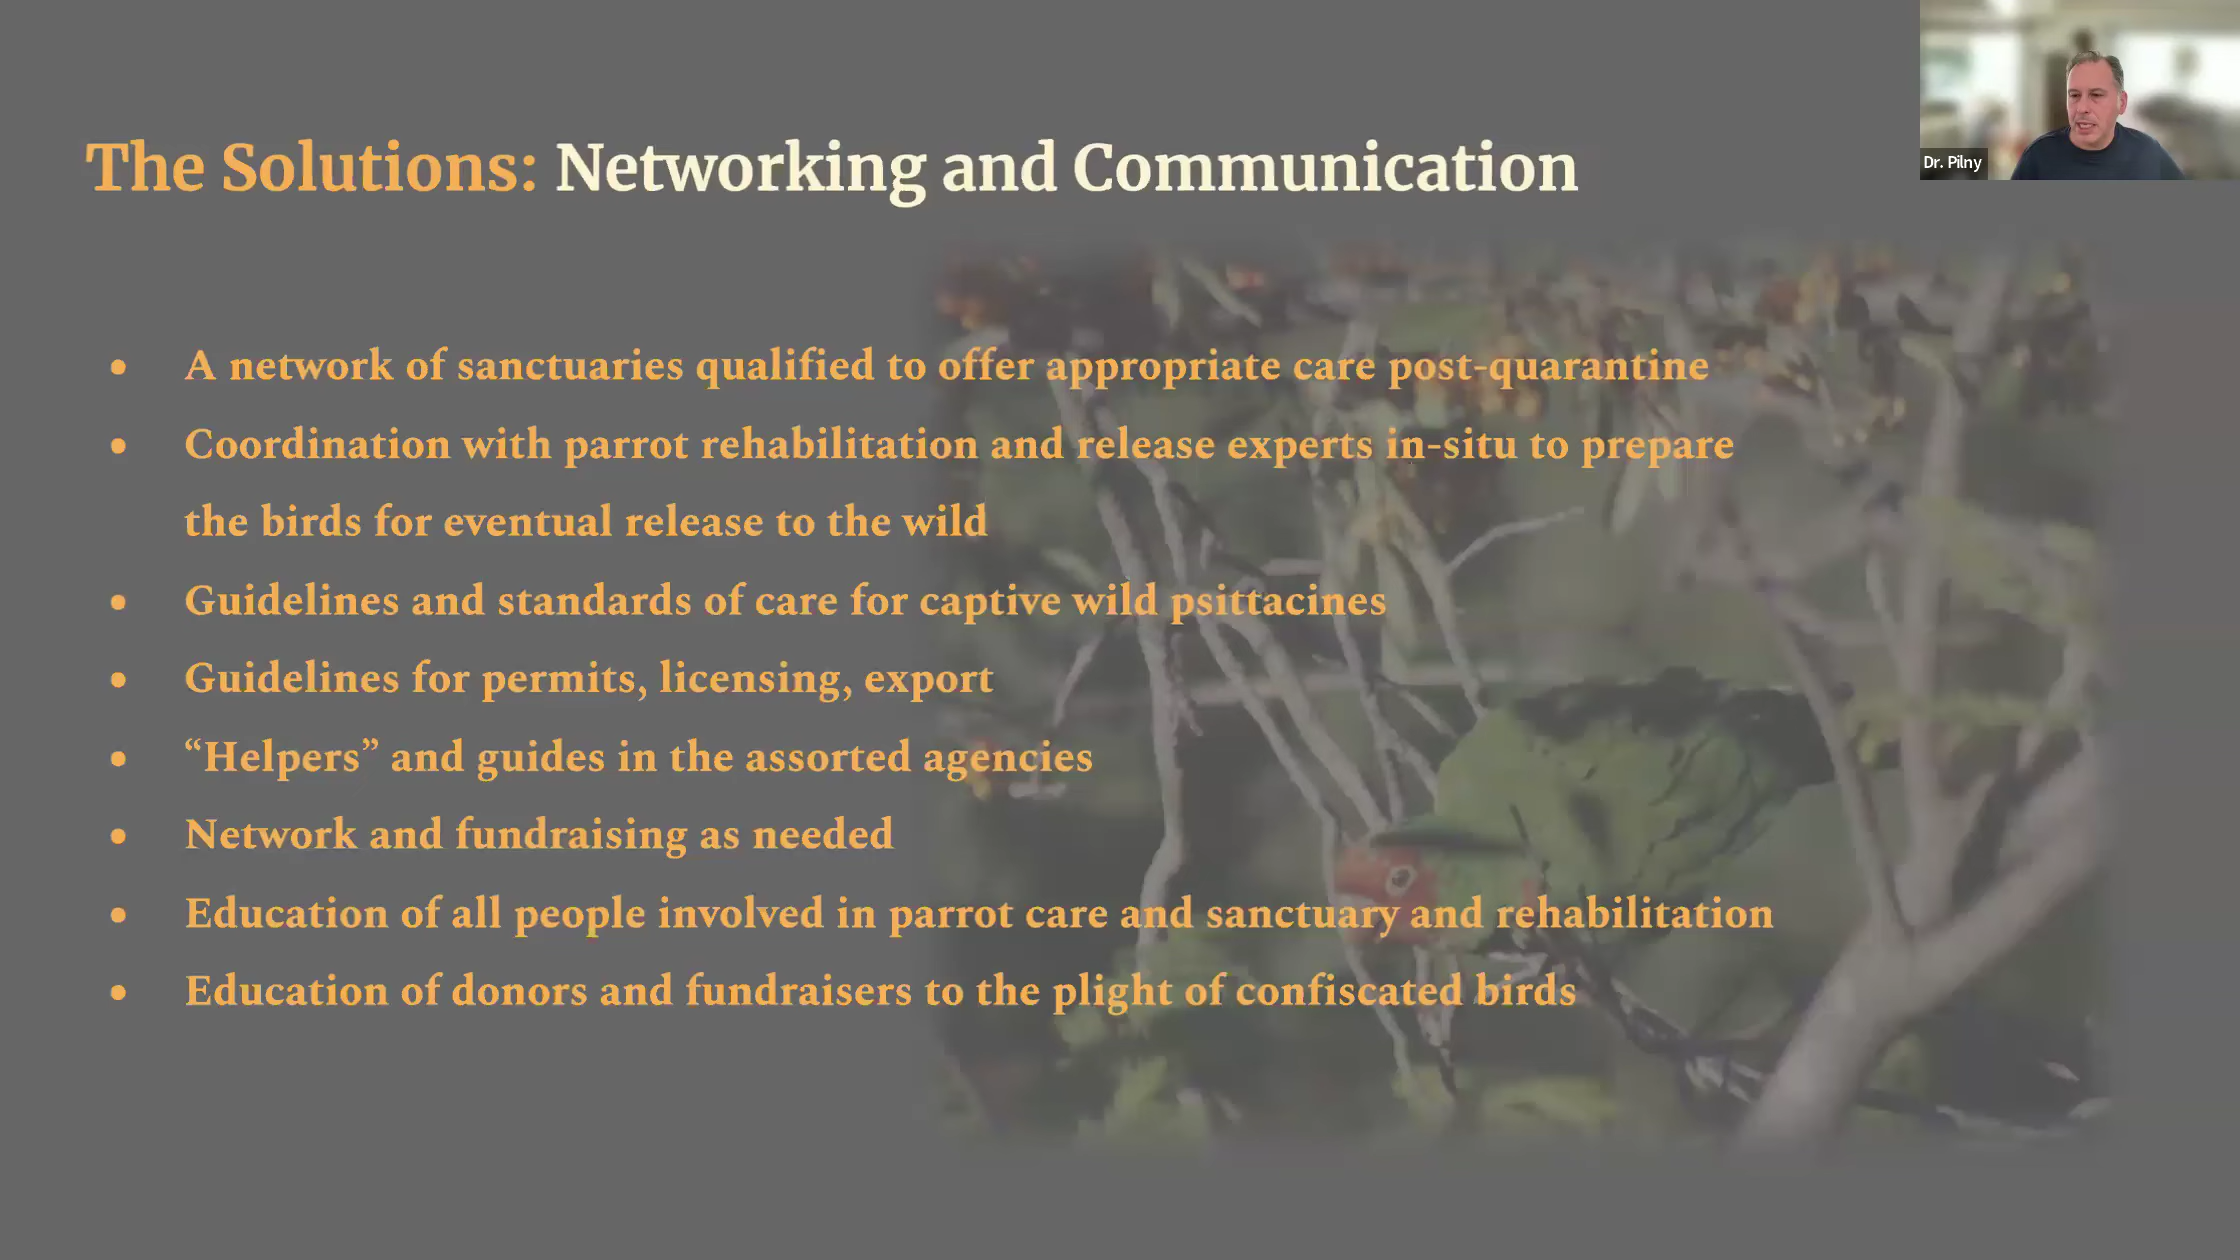 Dr. Pilny
The Solutions: Networking and Communication
• A network of sanctuaries qualified to offer appropriate care post-quarantine
• Coordination with parrot rehabilitation and release experts in-situ to prepare
the birds for eventual release to the wild
• Guidelines and standards of care for captive wild psittacines
• Guidelines for permits, licensing, export
• “Helpers” and guides in the assorted agencies
• Network and fundraising as needed
• Education of all people involved in parrot care and sanctuary and rehabilitation
• Education of donors and fundraisers to the plight of confiscated birds